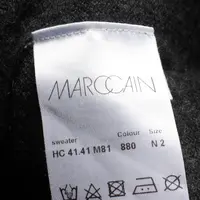 MARCCAIN
sweater Colour Size
HC 41.41 M81 880 N 2